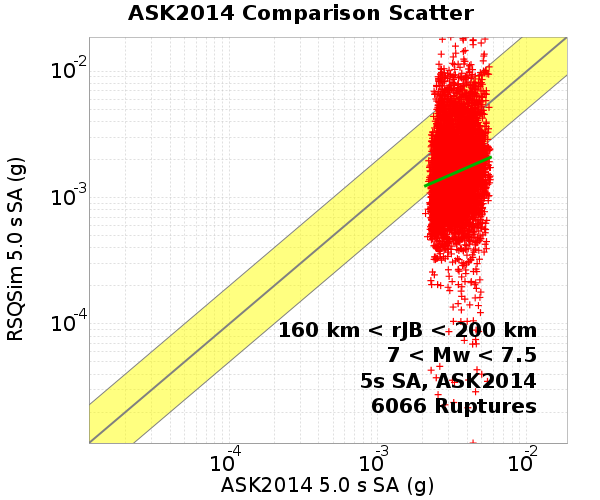 ASK2014 Comparison Scatter
RSQSim 5.0 s SA (g)
10-2
10-3
10-4
160 km < rJB < 200 km
7 < Mw < 7.5
5s SA, ASK2014
6066 Ruptures
10-4 10-3 10-2
ASK2014 5.0 s SA (g)